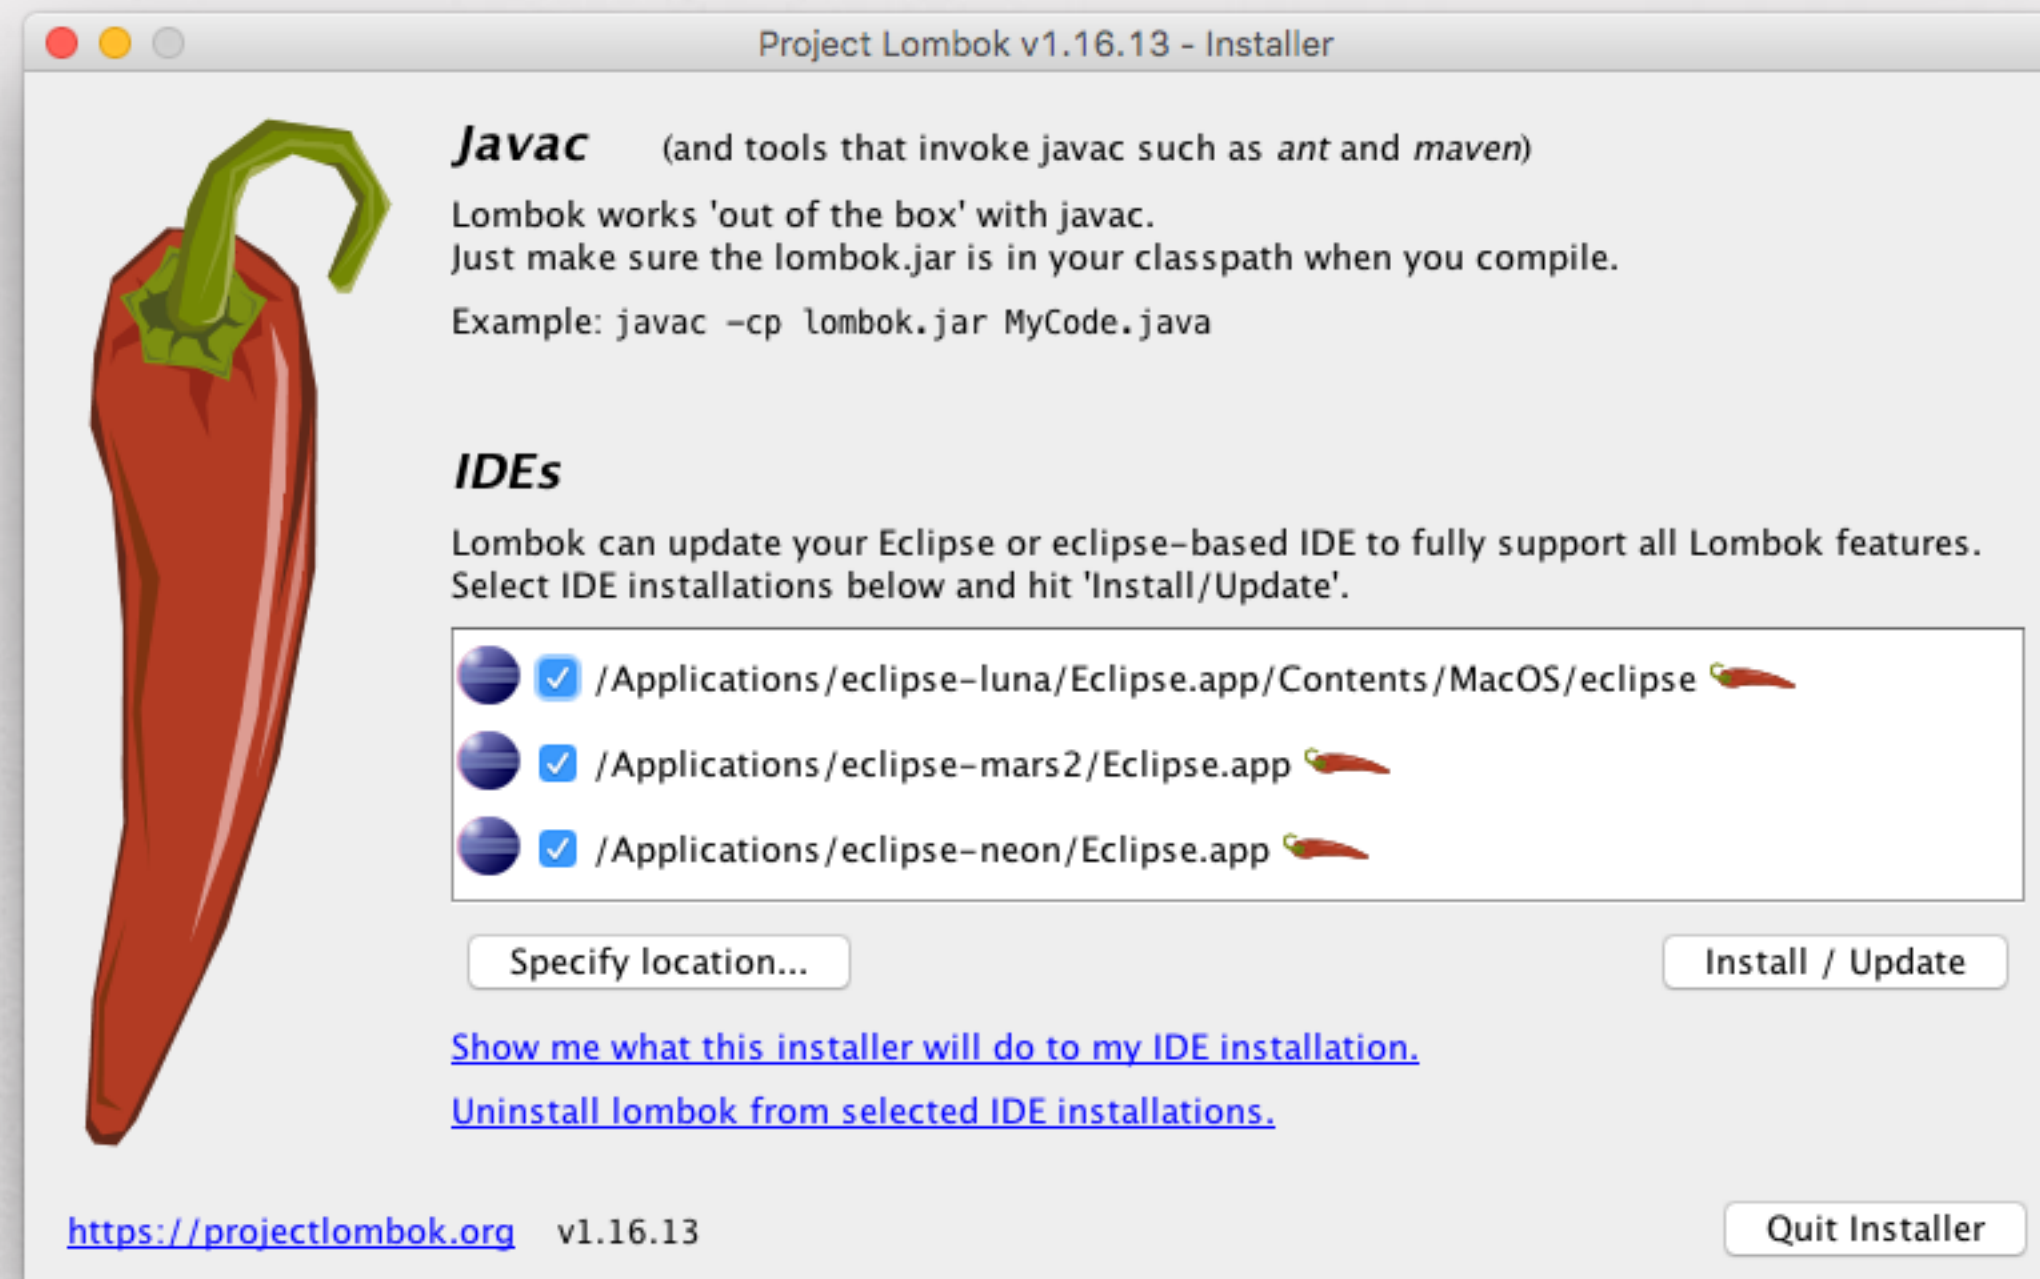 Project Lombok v1.16.13 - Installer
Javac (and tools that invoke javac such as ant and maven)
Lombok works 'out of the box' with javac.
Just make sure the lombok.jar is in your classpath when you compile.
Example: javac -cp lombok.jar MyCode.java
IDEs
Lombok can update your Eclipse or eclipse-based IDE to fully support all Lombok features.
Select IDE installations below and hit 'Install/Update'.
/Applications/eclipse-luna/Eclipse.app/Contents/MacOS/eclipse
/Applications/eclipse-mars2/Eclipse.app
/Applications/eclipse-neon/Eclipse.app
Specify location... Install / Update
Show me what this installer will do to my IDE installation.
Uninstall lombok from selected IDE installations.
https://projectlombok.org v1.16.13 Quit Installer